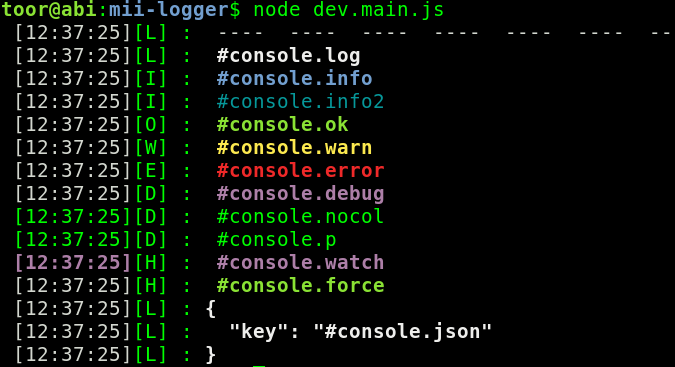 toor@abi:mii-logger$ node dev.main.js
[12:37:25][L] :  ----  ----  ----  ----  ----  ----  --
[12:37:25][L] :  #console.log
[12:37:25][I] :  #console.info
[12:37:25][I] :  #console.info2
[12:37:25][O] :  #console.ok
[12:37:25][W] :  #console.warn
[12:37:25][E] :  #console.error
[12:37:25][D] :  #console.debug
[12:37:25][D] :  #console.nocol
[12:37:25][D] :  #console.p
[12:37:25][H] :  #console.watch
[12:37:25][H] :  #console.force
[12:37:25][L] : {
[12:37:25][L] :   "key": "#console.json"
[12:37:25][L] : }